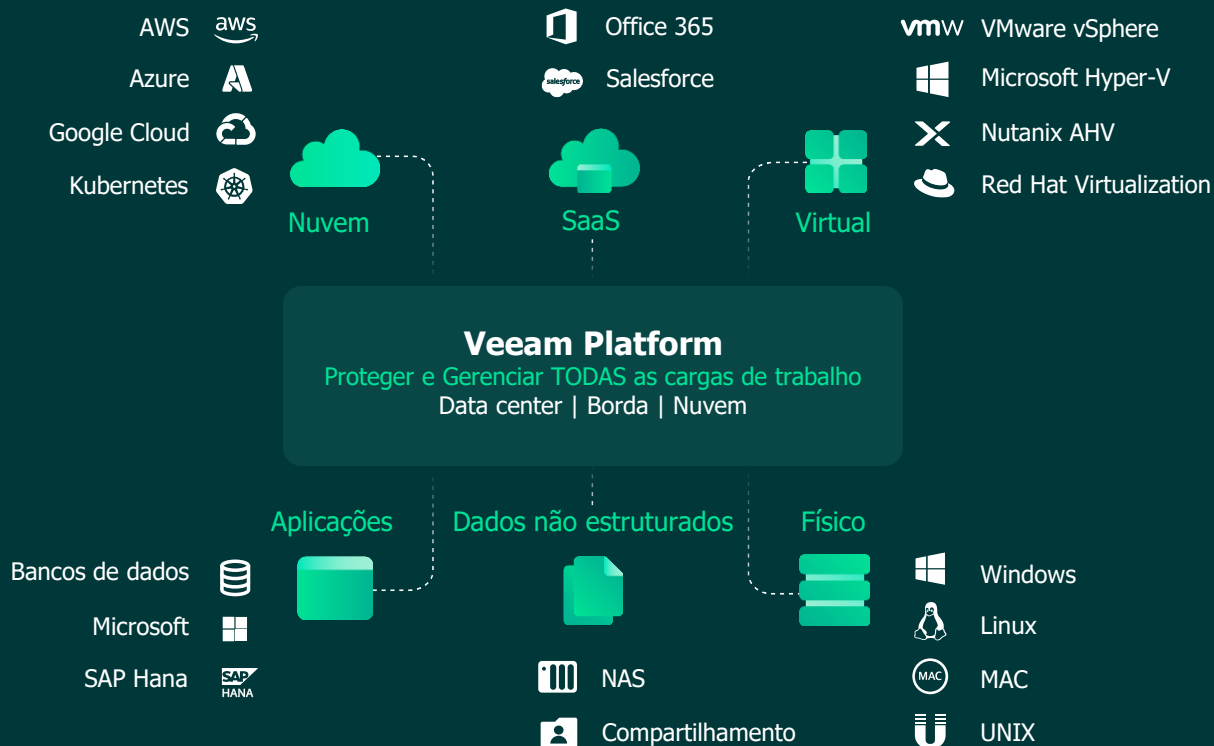 AWS
aws
Azure
Google Cloud
Kubernetes
Nuvem
Office 365
salesforce
Salesforce
SaaS
vmw
VMware vSphere
Microsoft Hyper-V
Nutanix AHV
Red Hat Virtualization
Virtual
Veeam Platform
Proteger e Gerenciar TODAS as cargas de trabalho
Data center | Borda | Nuvem
Aplicações
Bancos de dados
Microsoft
SAP Hana
SAP
HANA
Dados não estruturados
NAS
Compartilhamento
Físico
Windows
Linux
MAC
MAC
UNIX